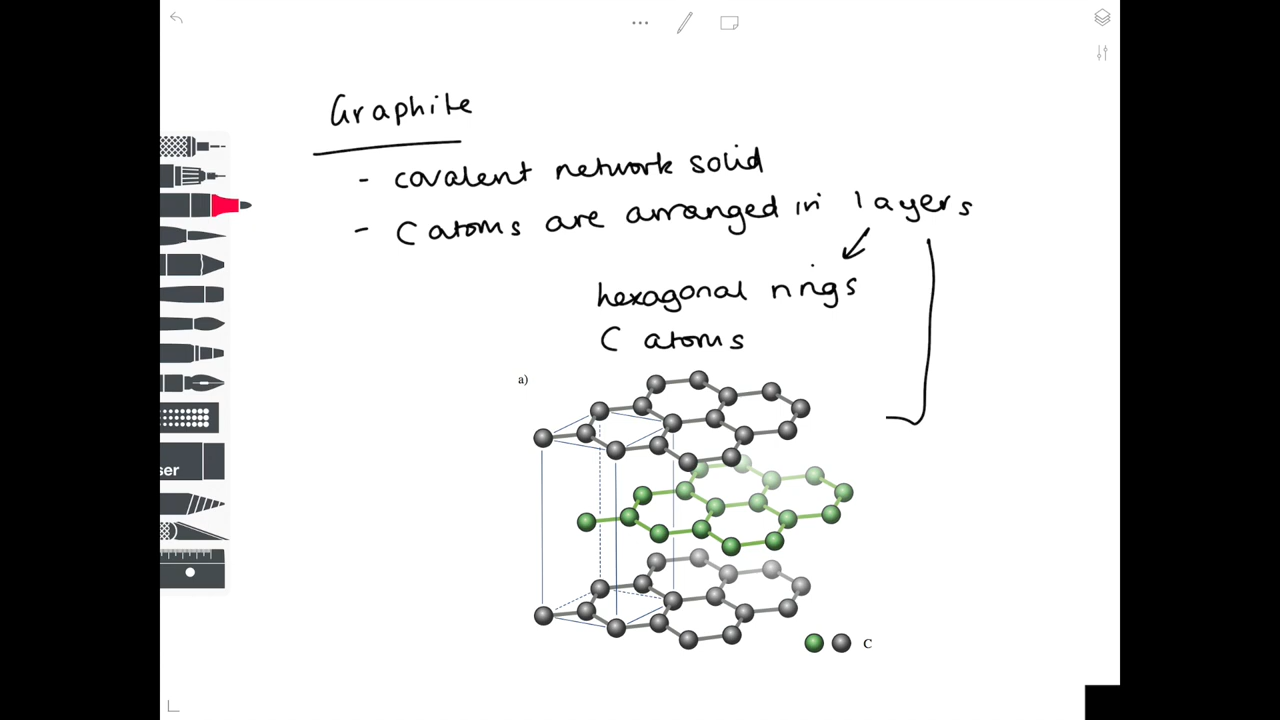 Graphite
- covalent network solid
- C atoms are arranged in layers
hexagonal rings
C atoms
a)
ser
C